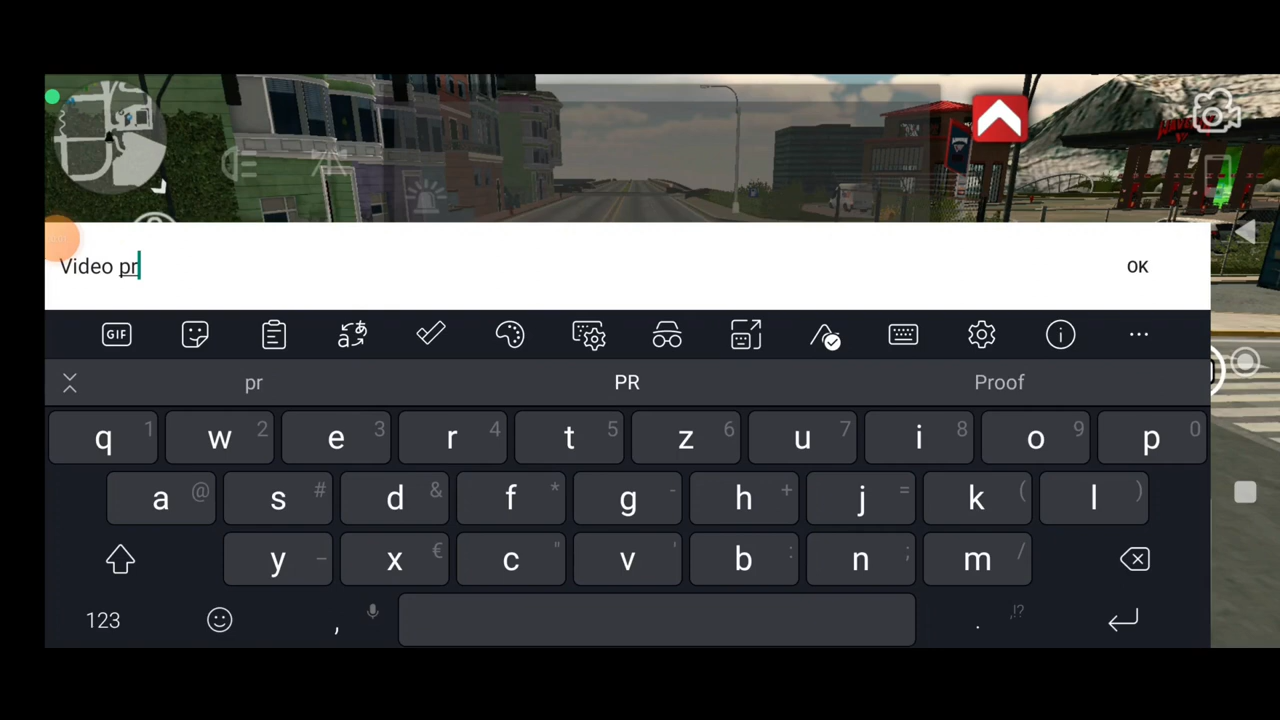 Video pr
OK
GIF
pr PR Proof
q 1 w 2 e 3 r 4 t 5 z 6 u 7 i 8 o 9 p 0
a @ s # d & f * g - h + j = k ( l )
y _ x € c " v ' b : n ; m /
123 , . ,!?